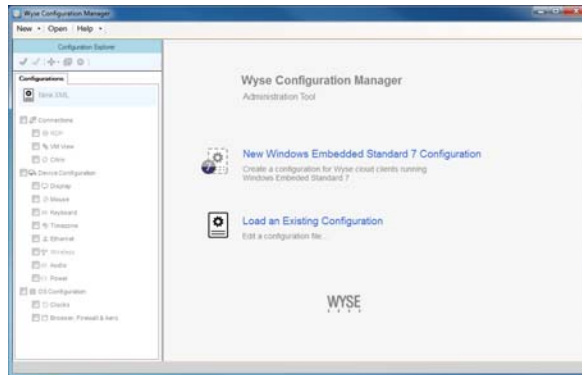 Wyse Configuration Manager
New Open Help
Configuration Explorer
Configurations
None.XML
Connections
RDP
VM View
Citrix
Device Configuration
Display
Mouse
Keyboard
Timezone
Ethernet
Wireless
Audio
Power
OS Configuration
Clocks
Browser, Firewall & Aero
Wyse Configuration Manager
Administration Tool
New Windows Embedded Standard 7 Configuration
Create a configuration for Wyse cloud clients running
Windows Embedded Standard 7
Load an Existing Configuration
Edit a configuration file...
WYSE